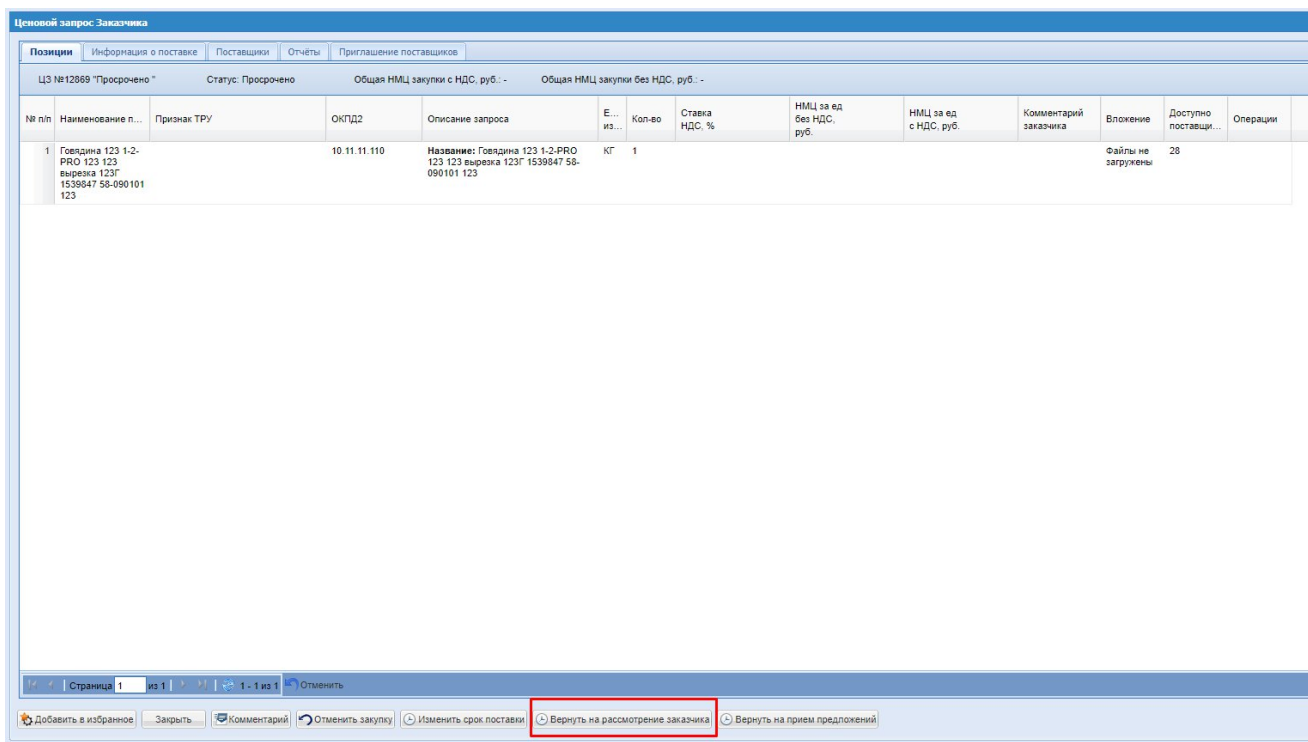 Ценовой запрос Заказчика
Позиции Информация о поставке Поставщики Отчёты Приглашение поставщиков
ЦЗ №12869 "Просрочено " Статус: Просрочено Общая НМЦ закупки с НДС, руб.: - Общая НМЦ закупки без НДС, руб.: -
№ п/п Наименование п... Признак ТРУ ОКПД2 Описание запроса Е... из... Кол-во Ставка НДС, % НМЦ за ед без НДС, руб. НМЦ за ед с НДС, руб. Комментарий заказчика Вложение Доступно поставщи... Операции
1 Говядина 123 1-2- 10.11.11.110 Название: Говядина 123 1-2-PRO КГ 1 Файлы не 28
PRO 123 123 123 123 вырезка 123Г 1539847 58- загружены
вырезка 123Г 090101 123
1539847 58-090101
123
Страница 1 из 1 1 - 1 из 1 Отменить
Добавить в избранное Закрыть Комментарий Отменить закупку Изменить срок поставки Вернуть на рассмотрение заказчика Вернуть на прием предложений